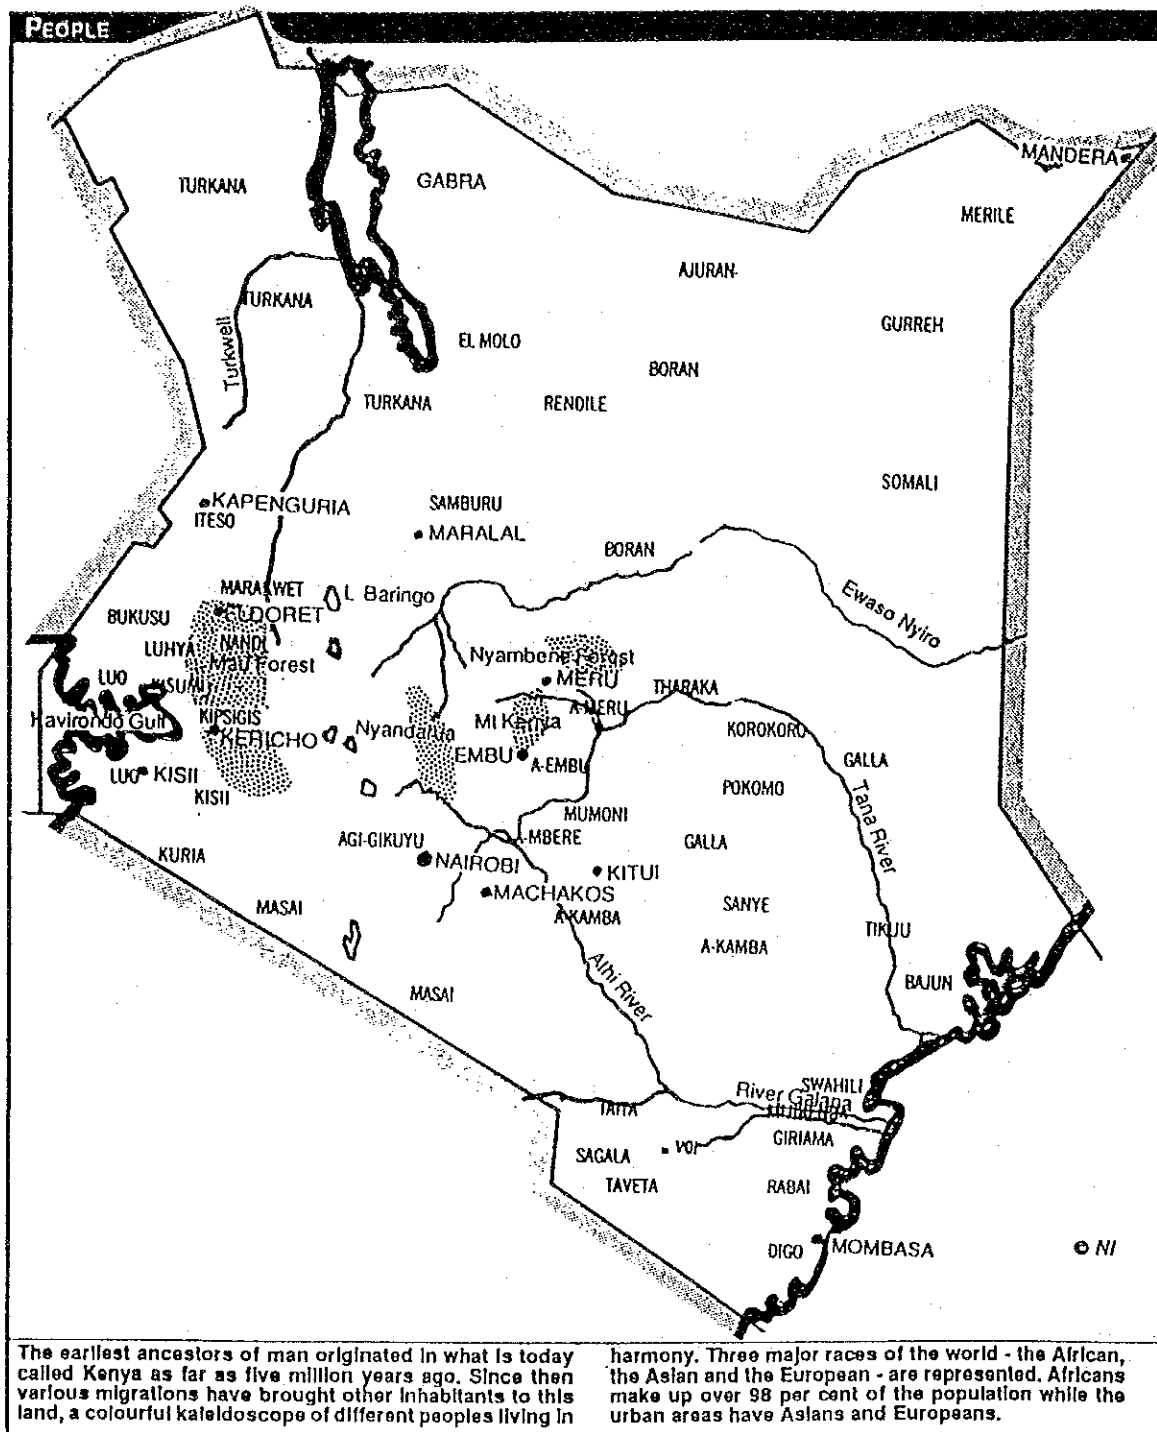 PEOPLE
MANDERA
TURKANA
GABRA
MERILE
AJURAN
TURKANA
GURREH
Turkwell
EL MOLO
BORAN
TURKANA
RENDILE
SOMALI
KAPENGURIA
SAMBURU
ITESO
MARALAL
BORAN
MARAKWET
L Baringo
Ewaso Nyiro
BUKUSU
ELDORET
LUHYA
NANDI
Nyambene Forest
Mau Forest
LUO
MERU
THARAKA
KISUMU
A-MERU
KIPSIGIS
Mt Kenya
Havirondo Gulf
Nyandarua
KOROKORO
KERICHO
EMBU
A-EMBU
GALLA
LUO
KISII
POKOMO
Tana River
KISII
MUMONI
AGI-GIKUYU
A-MBERE
GALLA
KURIA
NAIROBI
KITUI
MACHAKOS
MASAI
SANYE
A-KAMBA
TIKUU
A-KAMBA
Athi River
BAJUN
MASAI
SWAHILI
River Galana
TAITA
GIRIAMA
VOI
SAGALA
TAVETA
RABAI
DIGO
MOMBASA
© NI
The earliest ancestors of man originated in what is today
called Kenya as far as five million years ago. Since then
various migrations have brought other inhabitants to this
land, a colourful kaleidoscope of different peoples living in
harmony. Three major races of the world - the African,
the Asian and the European - are represented. Africans
make up over 98 per cent of the population while the
urban areas have Asians and Europeans.